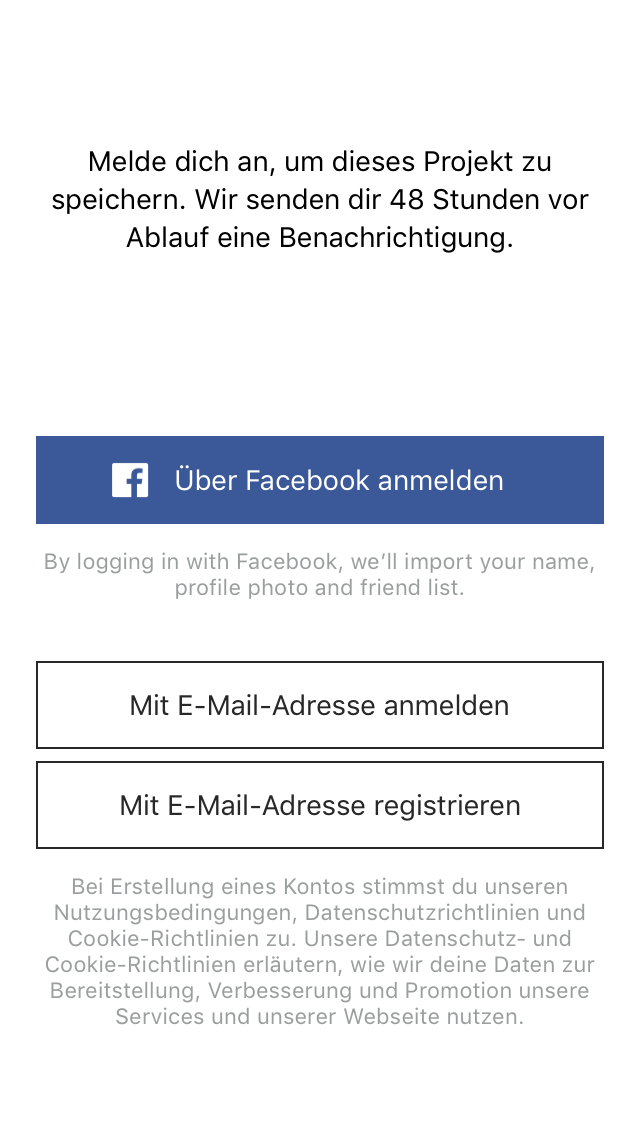 Melde dich an, um dieses Projekt zu
speichern. Wir senden dir 48 Stunden vor
Ablauf eine Benachrichtigung.
Über Facebook anmelden
By logging in with Facebook, we’ll import your name,
profile photo and friend list.
Mit E-Mail-Adresse anmelden
Mit E-Mail-Adresse registrieren
Bei Erstellung eines Kontos stimmst du unseren
Nutzungsbedingungen, Datenschutzrichtlinien und
Cookie-Richtlinien zu. Unsere Datenschutz- und
Cookie-Richtlinien erläutern, wie wir deine Daten zur
Bereitstellung, Verbesserung und Promotion unsere
Services und unserer Webseite nutzen.